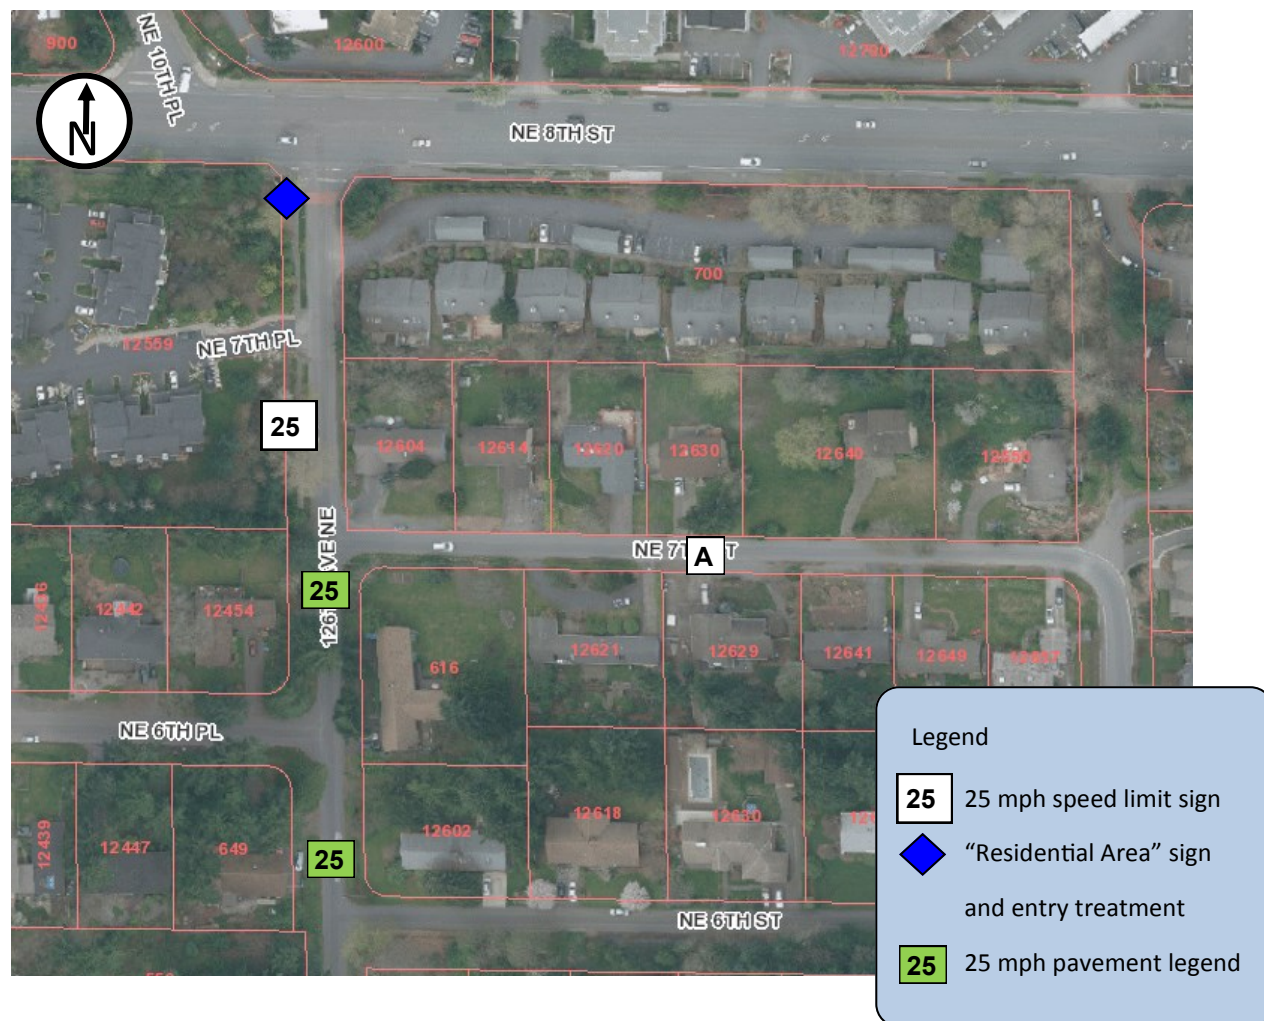 900
NE 10TH PL
12600
12700
N
NE 8TH ST
700
12559
NE 7TH PL
25
12604
12614
12620
12630
12640
NE 7
T
A
VE NE
126
25
12442
12454
616
12621
12629
12641
12649
NE 6TH PL
12439
12447
649
25
12602
12618
12630
NE 6TH ST
Legend
25 25 mph speed limit sign
“Residential Area” sign
and entry treatment
25 25 mph pavement legend